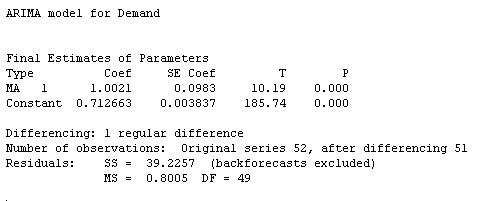 ARIMA model for Demand
Final Estimates of Parameters
Type Coef SE Coef T P
MA 1 1.0021 0.0983 10.19 0.000
Constant 0.712663 0.003837 185.74 0.000
Differencing: 1 regular difference
Number of observations: Original series 52, after differencing 51
Residuals: SS = 39.2257 (backforecasts excluded)
MS = 0.8005 DF = 49